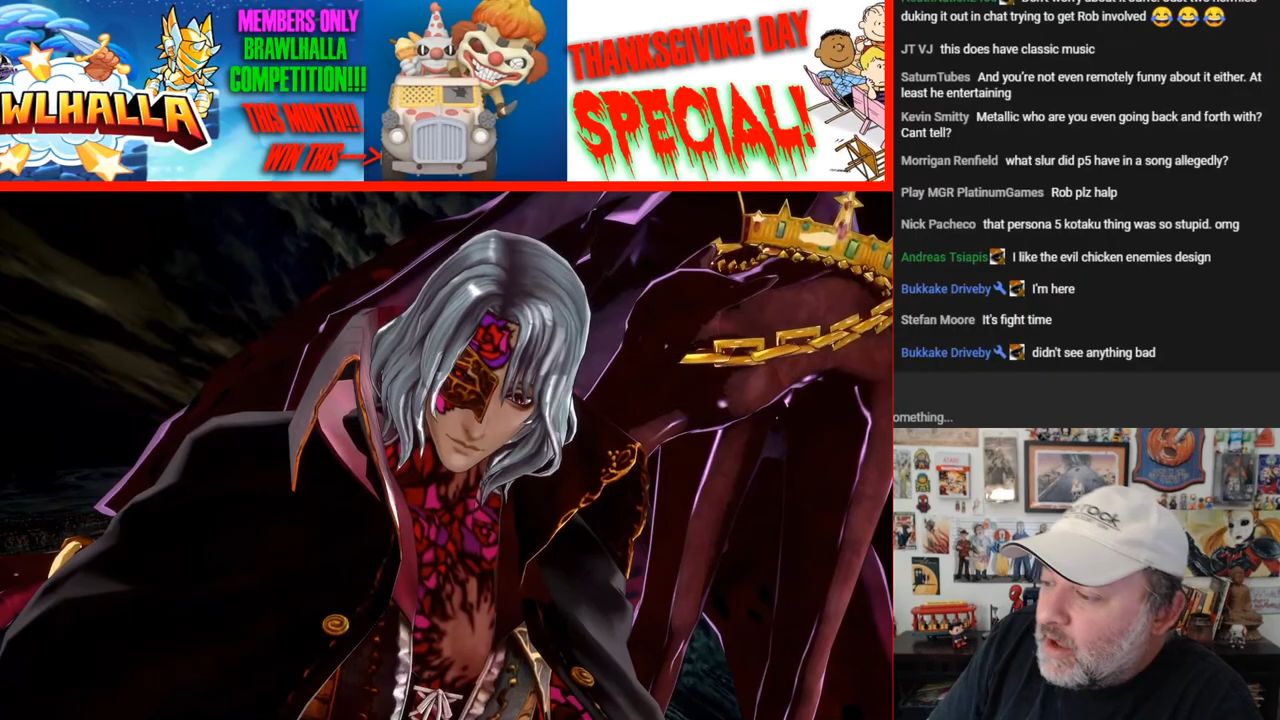 WLHALLA
MEMBERS ONLY
BRAWLHALLA
COMPETITION!!!
THIS MONTH!!!
WIN THIS
THANKSGIVING DAY
SPECIAL!
duking it out in chat trying to get Rob involved 😂 😂 😂
JT VJ this does have classic music
SaturnTubes And you're not even remotely funny about it either. At
least he entertaining
Kevin Smitty Metallic who are you even going back and forth with?
Cant tell?
Morrigan Renfield what slur did p5 have in a song allegedly?
Play MGR PlatinumGames Rob plz halp
Nick Pacheco that persona 5 kotaku thing was so stupid. omg
Andreas Tsiapis I like the evil chicken enemies design
Bukkake Driveby I'm here
Stefan Moore It's fight time
Bukkake Driveby didn't see anything bad
omething...